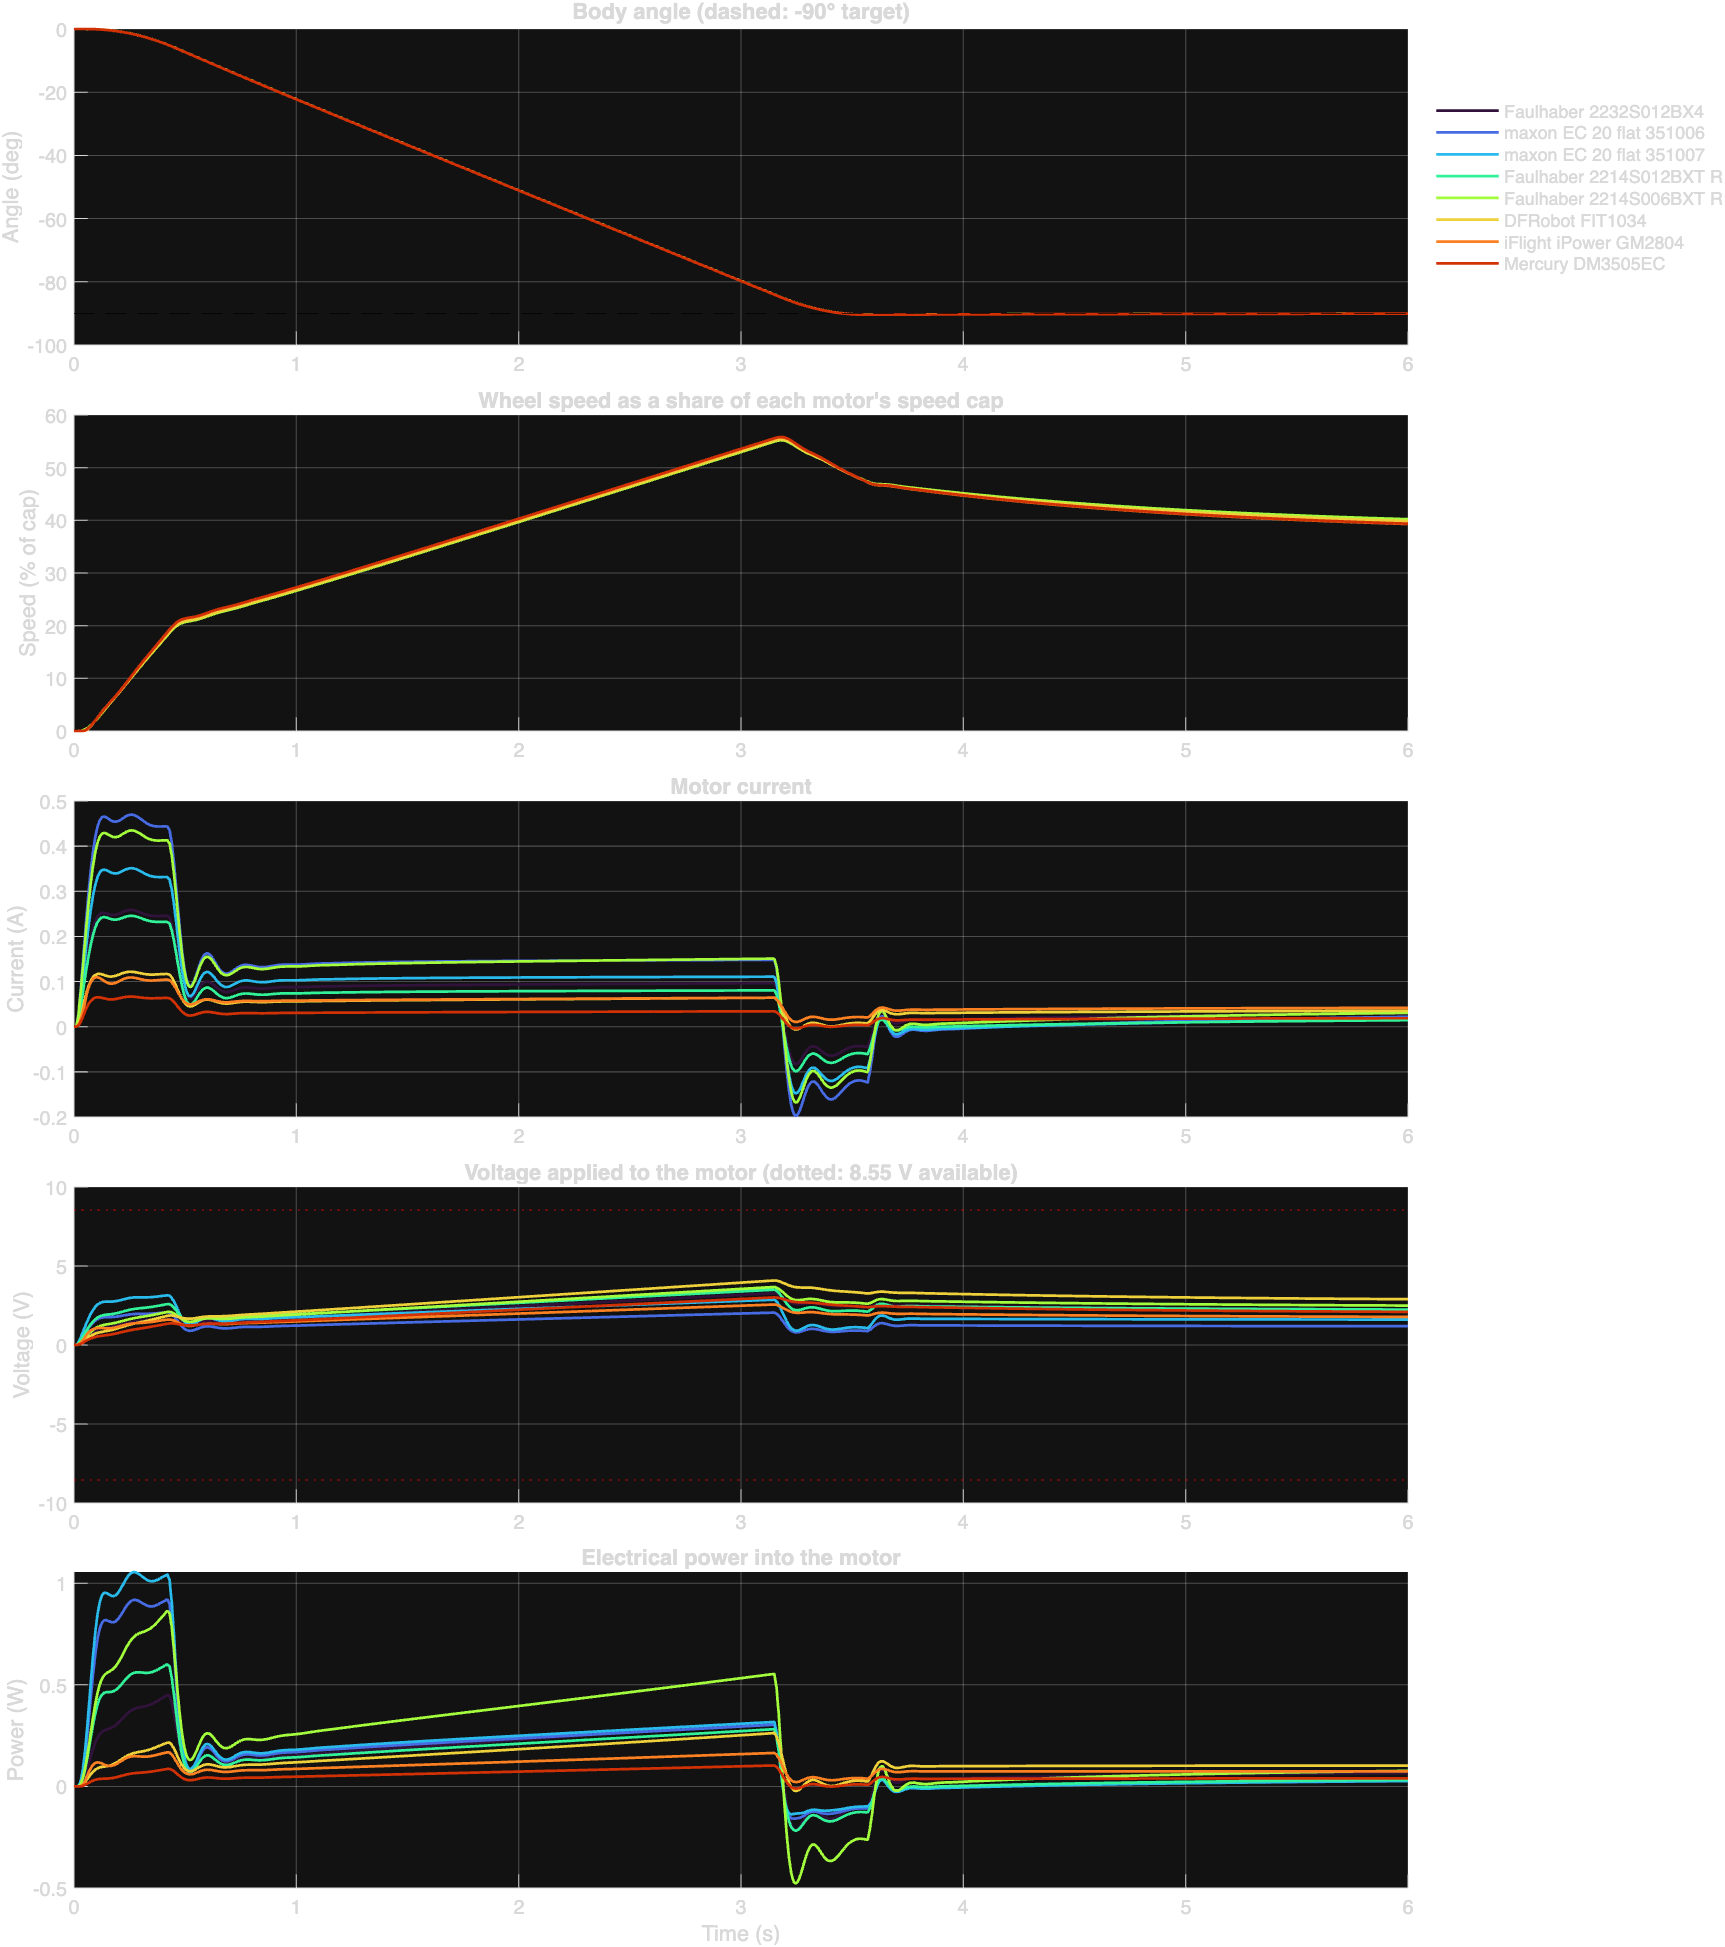 Body angle (dashed: -90° target)
0
-20
-40
-60
-80
-100
Angle (deg)
0 1 2 3 4 5 6
Faulhaber 2232S012BX4
maxon EC 20 flat 351006
maxon EC 20 flat 351007
Faulhaber 2214S012BXT R
Faulhaber 2214S006BXT R
DFRobot FIT1034
iFlight iPower GM2804
Mercury DM3505EC
Wheel speed as a share of each motor's speed cap
60
50
40
30
20
10
0
Speed (% of cap)
0 1 2 3 4 5 6
Motor current
0.5
0.4
0.3
0.2
0.1
0
-0.1
-0.2
Current (A)
0 1 2 3 4 5 6
Voltage applied to the motor (dotted: 8.55 V available)
10
5
0
-5
-10
Voltage (V)
0 1 2 3 4 5 6
Electrical power into the motor
1
0.5
0
-0.5
Power (W)
0 1 2 3 4 5 6
Time (s)